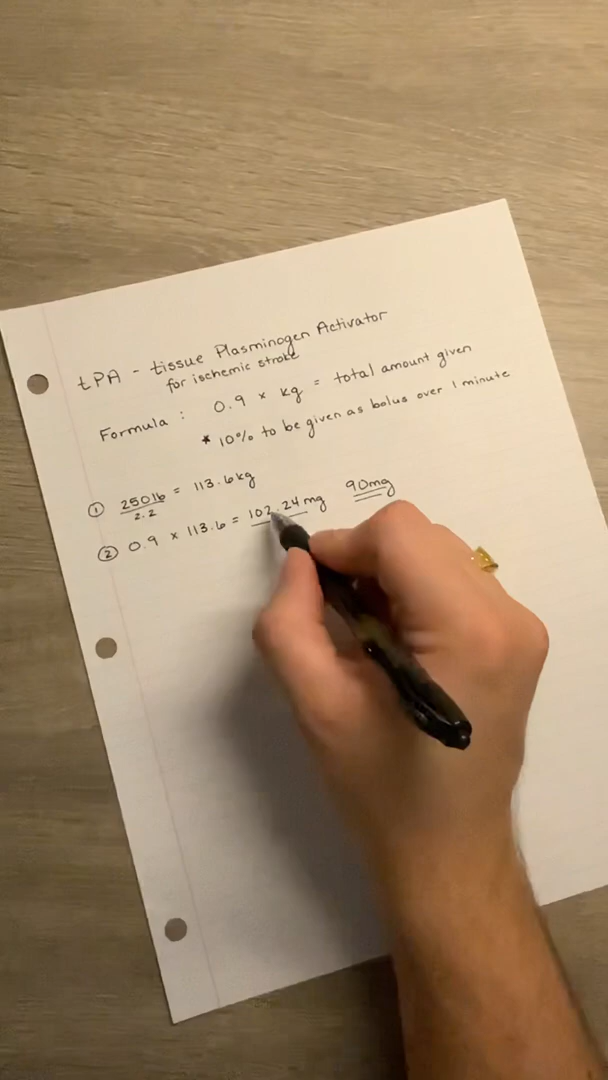 tPA - tissue Plasminogen Activator
for ischemic stroke
Formula : 0.9 × kg = total amount given
* 10% to be given as bolus over 1 minute
① 250lb / 2.2 = 113.6kg
② 0.9 × 113.6 = 102.24mg 90mg